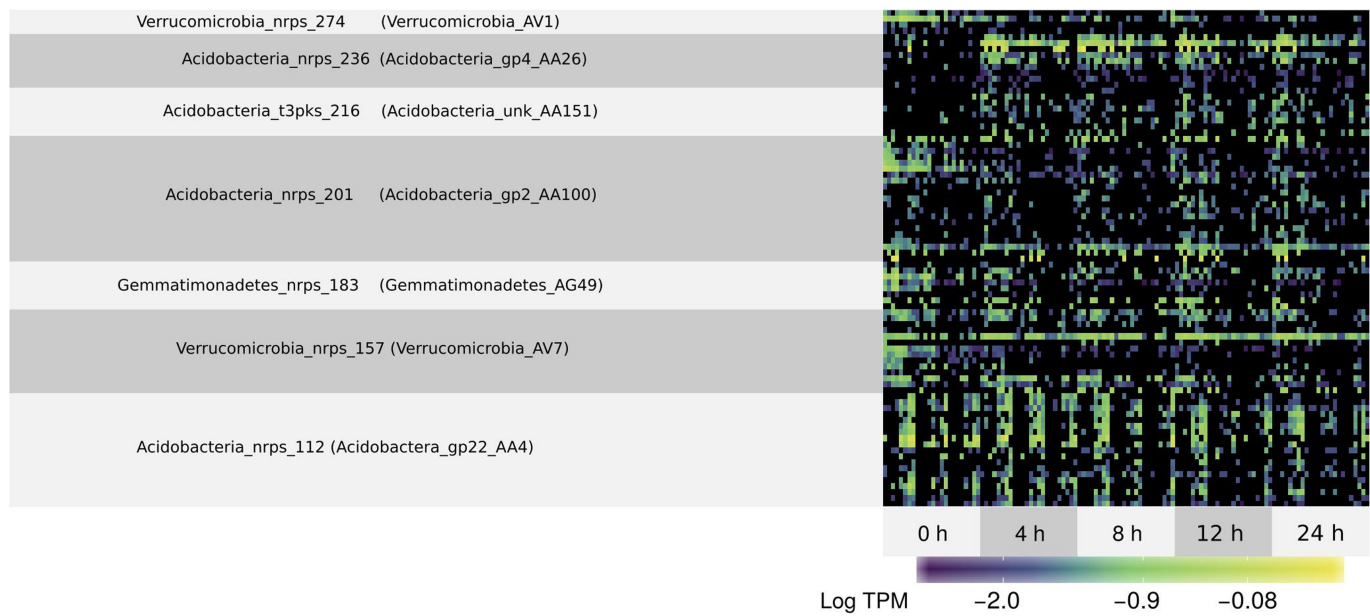 Verrucomicrobia_nrps_274 (Verrucomicrobia_AV1)
Acidobacteria_nrps_236 (Acidobacteria_gp4_AA26)
Acidobacteria_t3pks_216 (Acidobacteria_unk_AA151)
Acidobacteria_nrps_201 (Acidobacteria_gp2_AA100)
Gemmatimonadetes_nrps_183 (Gemmatimonadetes_AG49)
Verrucomicrobia_nrps_157 (Verrucomicrobia_AV7)
Acidobacteria_nrps_112 (Acidobactera_gp22_AA4)
0 h 4 h 8 h 12 h 24 h
Log TPM −2.0 −0.9 −0.08